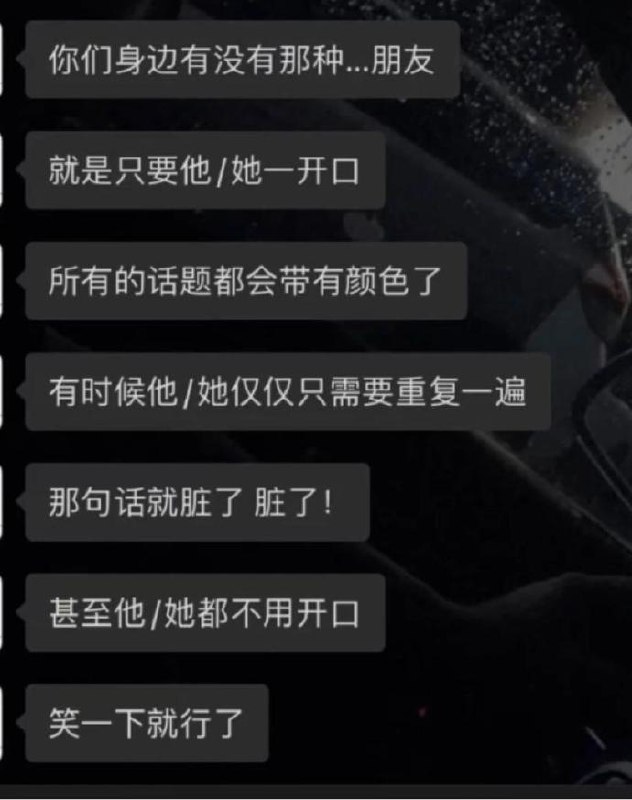 你们身边有没有那种...朋友
就是只要他/她一开口
所有的话题都会带有颜色了
有时候他/她仅仅只需要重复一遍
那句话就脏了 脏了！
甚至他/她都不用开口
笑一下就行了